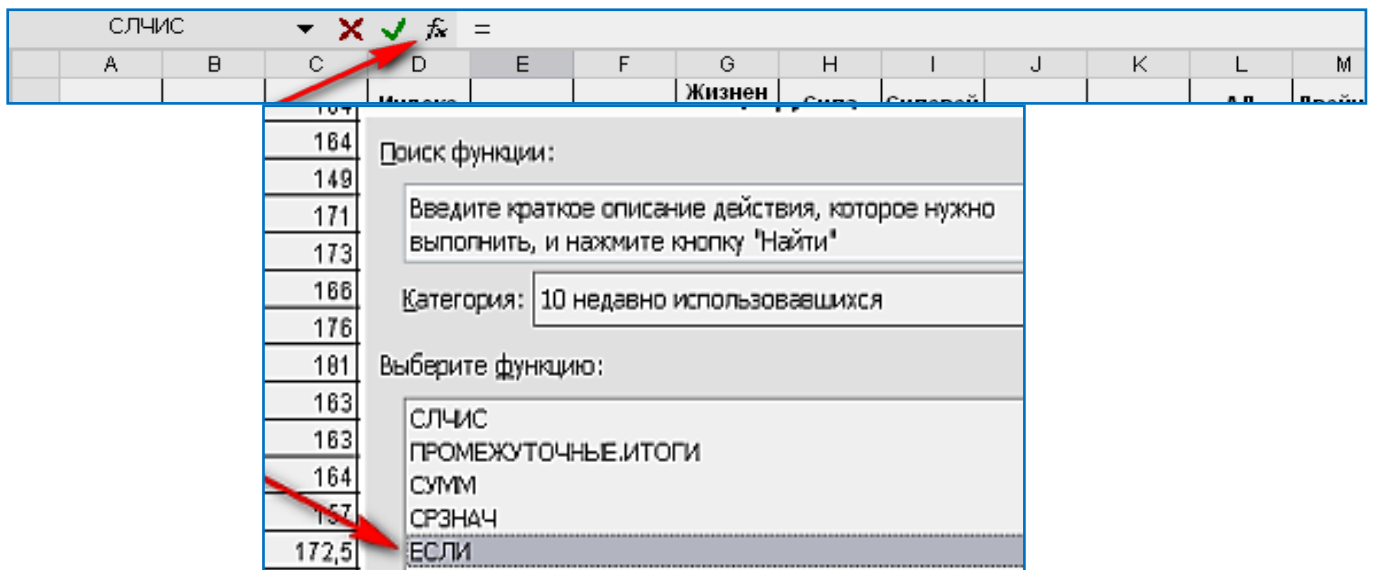 СЛЧИС fx =
A B C D E F G H I J K L M
Жизнен
164
149
171
173
166
176
181
163
163
164
157
172,5
Поиск функции:
Введите краткое описание действия, которое нужно
выполнить, и нажмите кнопку "Найти"
Категория: 10 недавно использовавшихся
Выберите функцию:
СЛЧИС
ПРОМЕЖУТОЧНЫЕ.ИТОГИ
СУММ
СРЗНАЧ
ЕСЛИ